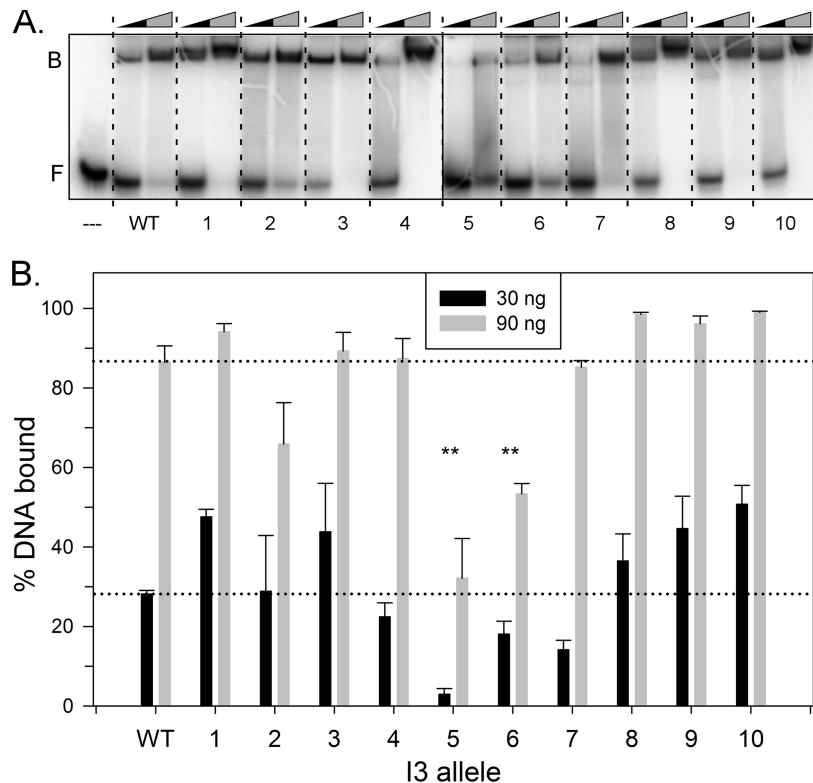 A.
B
F
--- WT 1 2 3 4 5 6 7 8 9 10
B.
30 ng
90 ng
% DNA bound
100
80
60
40
20
0
** **
WT 1 2 3 4 5 6 7 8 9 10
I3 allele